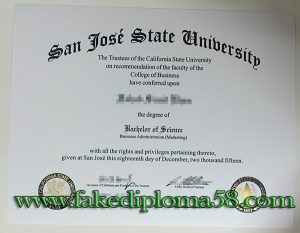 San José State University
The Trustees of the California State University
on recommendation of the faculty of the
College of Business
have conferred upon
the degree of
Bachelor of Science
Business Administration (Marketing)
with all the rights and privileges pertaining thereto,
given at San José this eighteenth day of December, two thousand fifteen.
www.fakediploma58.com